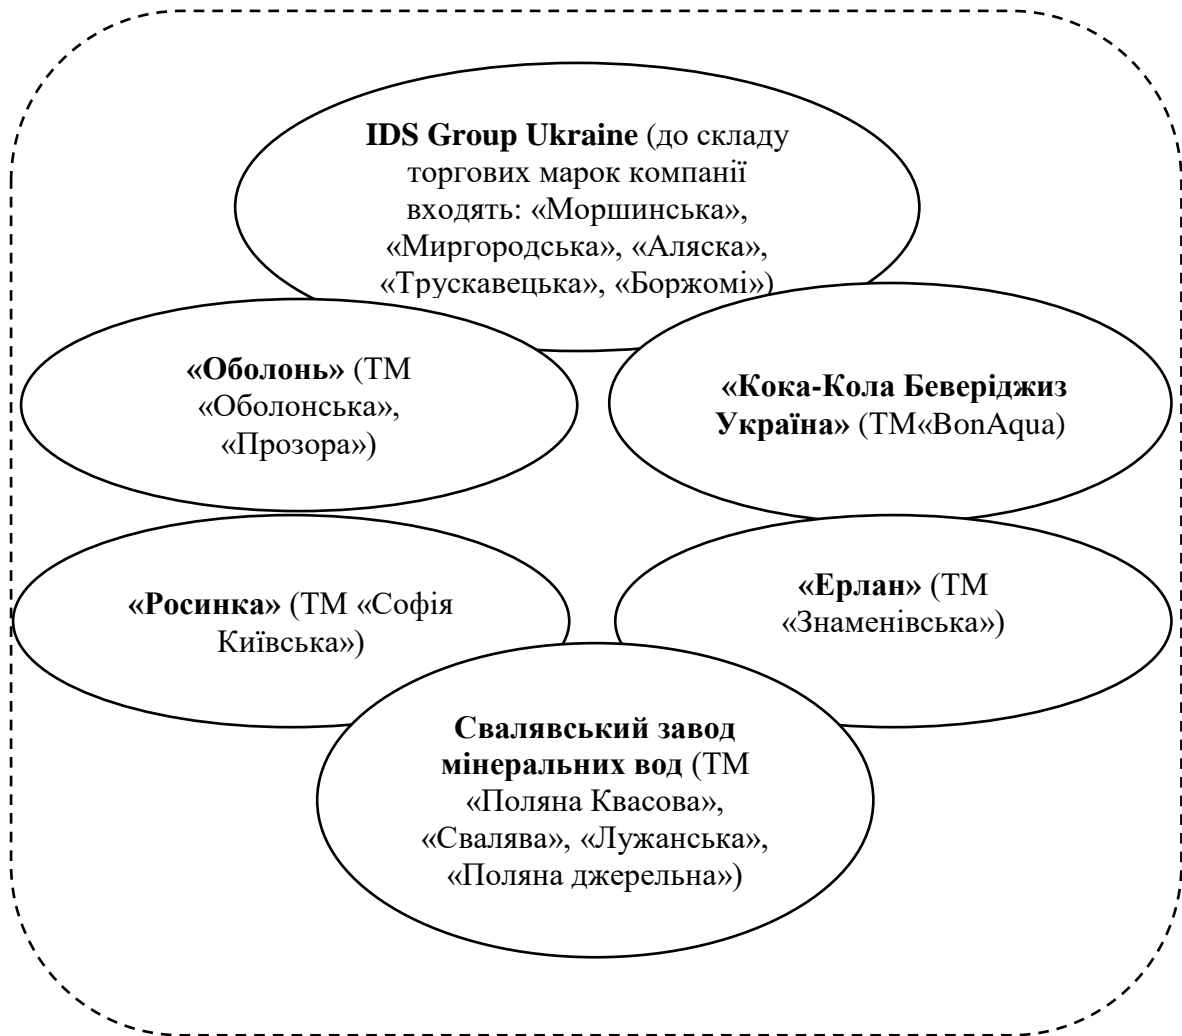 IDS Group Ukraine (до складу
торгових марок компанії
входять: «Моршинська»,
«Миргородська», «Аляска»,
«Трускавецька», «Боржомі»)
«Оболонь» (ТМ
«Оболонська»,
«Прозора»)
«Кока-Кола Беверіджиз
Україна» (ТМ«BonAqua)
«Росинка» (ТМ «Софія
Київська»)
«Ерлан» (ТМ
«Знаменівська»)
Свалявський завод
мінеральних вод (ТМ
«Поляна Квасова»,
«Свалява», «Лужанська»,
«Поляна джерельна»)